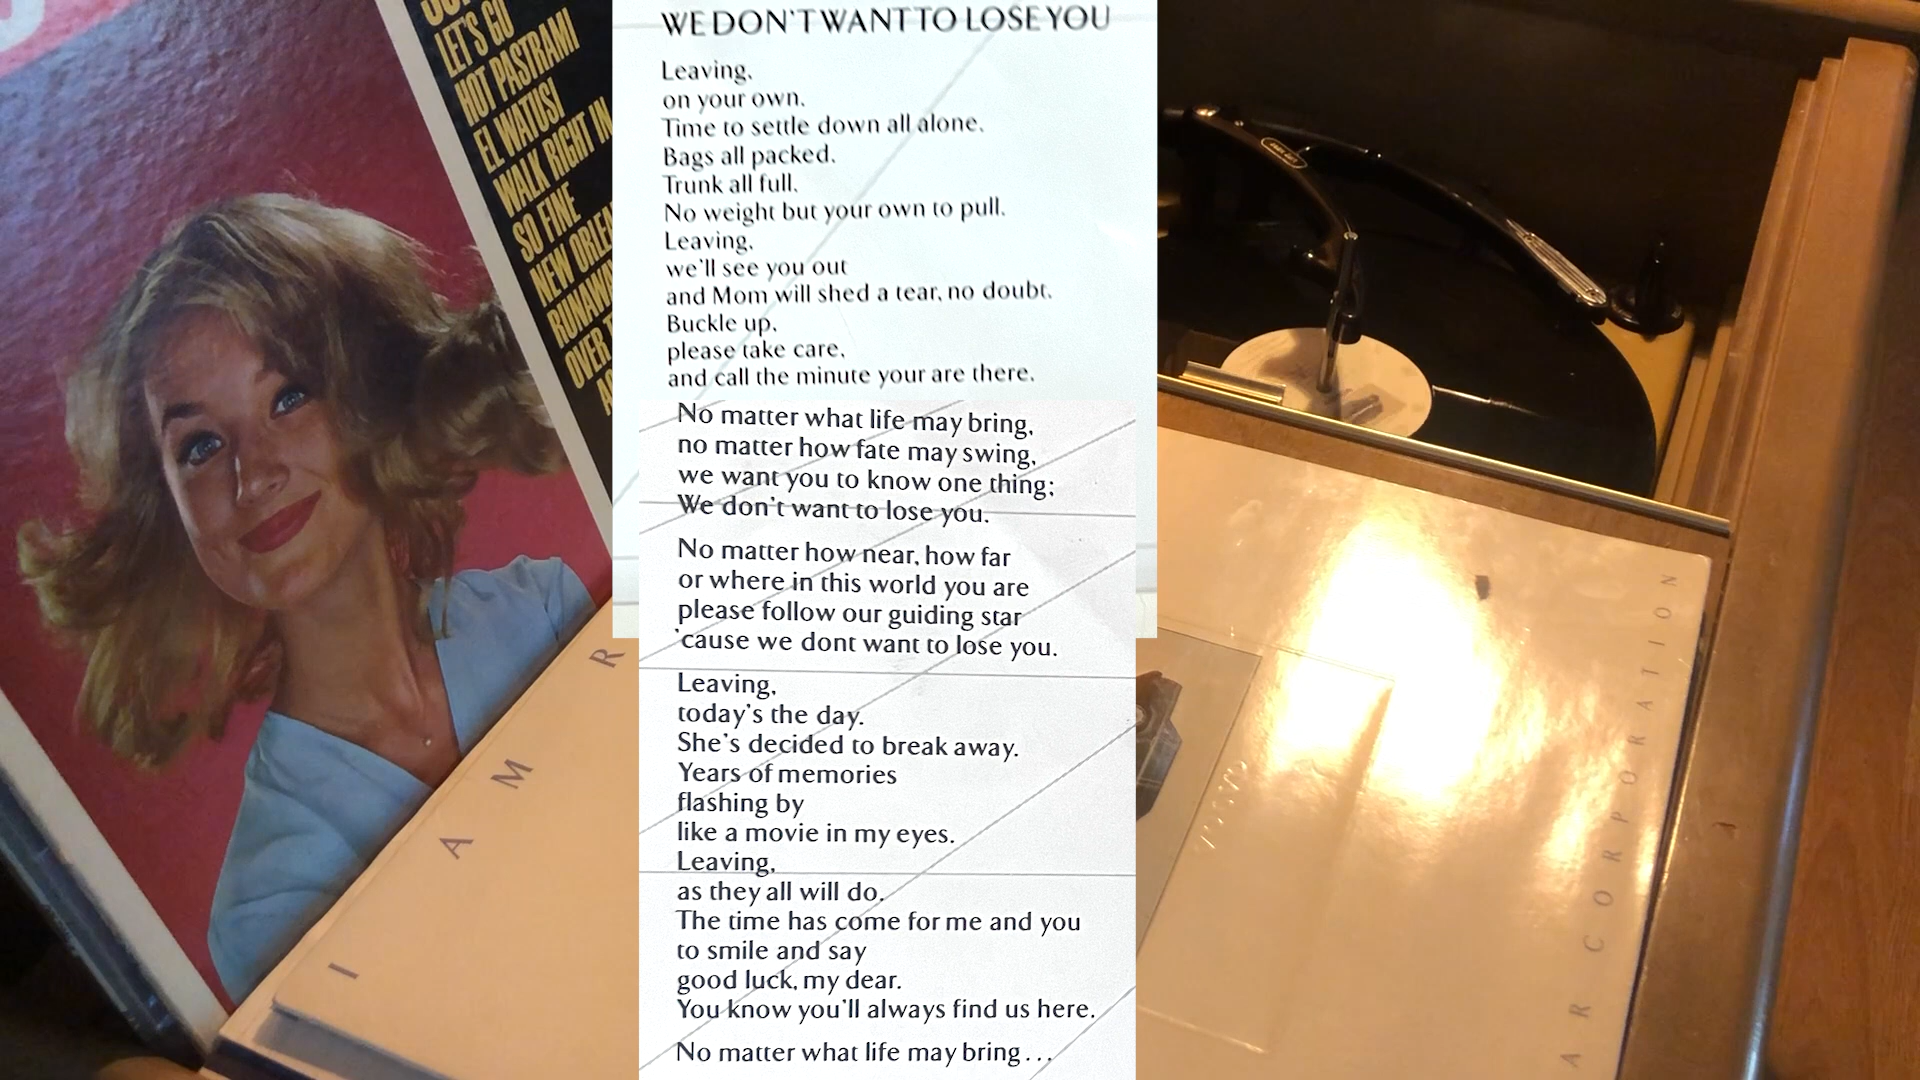 LET'S GO
HOT PASTRAMI
EL WATUSI
WALK RIGHT IN
SO FINE
NEW
OVER
I A M R
WE DON'T WANT TO LOSE YOU
Leaving,
on your own.
Time to settle down all alone.
Bags all packed.
Trunk all full.
No weight but your own to pull.
Leaving,
we'll see you out
and Mom will shed a tear, no doubt.
Buckle up,
please take care,
and call the minute your are there.
No matter what life may bring,
no matter how fate may swing,
we want you to know one thing:
We don't want to lose you.
No matter how near, how far
or where in this world you are
please follow our guiding star
'cause we dont want to lose you.
Leaving,
today's the day.
She's decided to break away.
Years of memories
flashing by
like a movie in my eyes.
Leaving,
as they all will do.
The time has come for me and you
to smile and say
good luck, my dear.
You know you'll always find us here.
No matter what life may bring...
A R CORPORATION